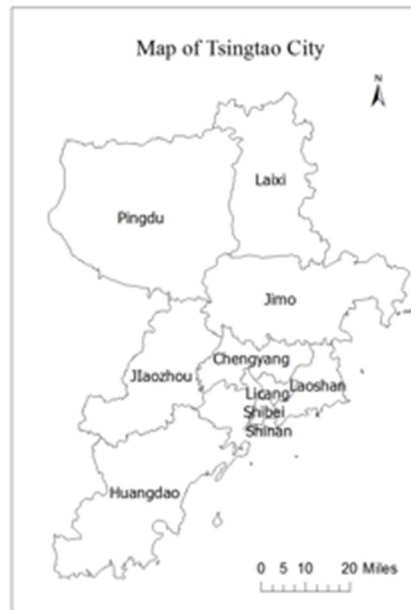 Map of Tsingtao City
N
Laixi
Pingdu
Jimo
Chengyang
JIaozhou
Laoshan
Licang
Shibei
Shinan
Huangdao
0 5 10 20 Miles